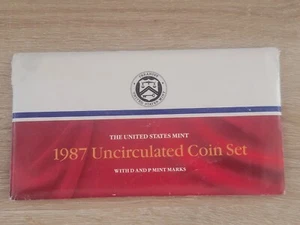 THE UNITED STATES MINT
1987 Uncirculated Coin Set
WITH D AND P MINT MARKS